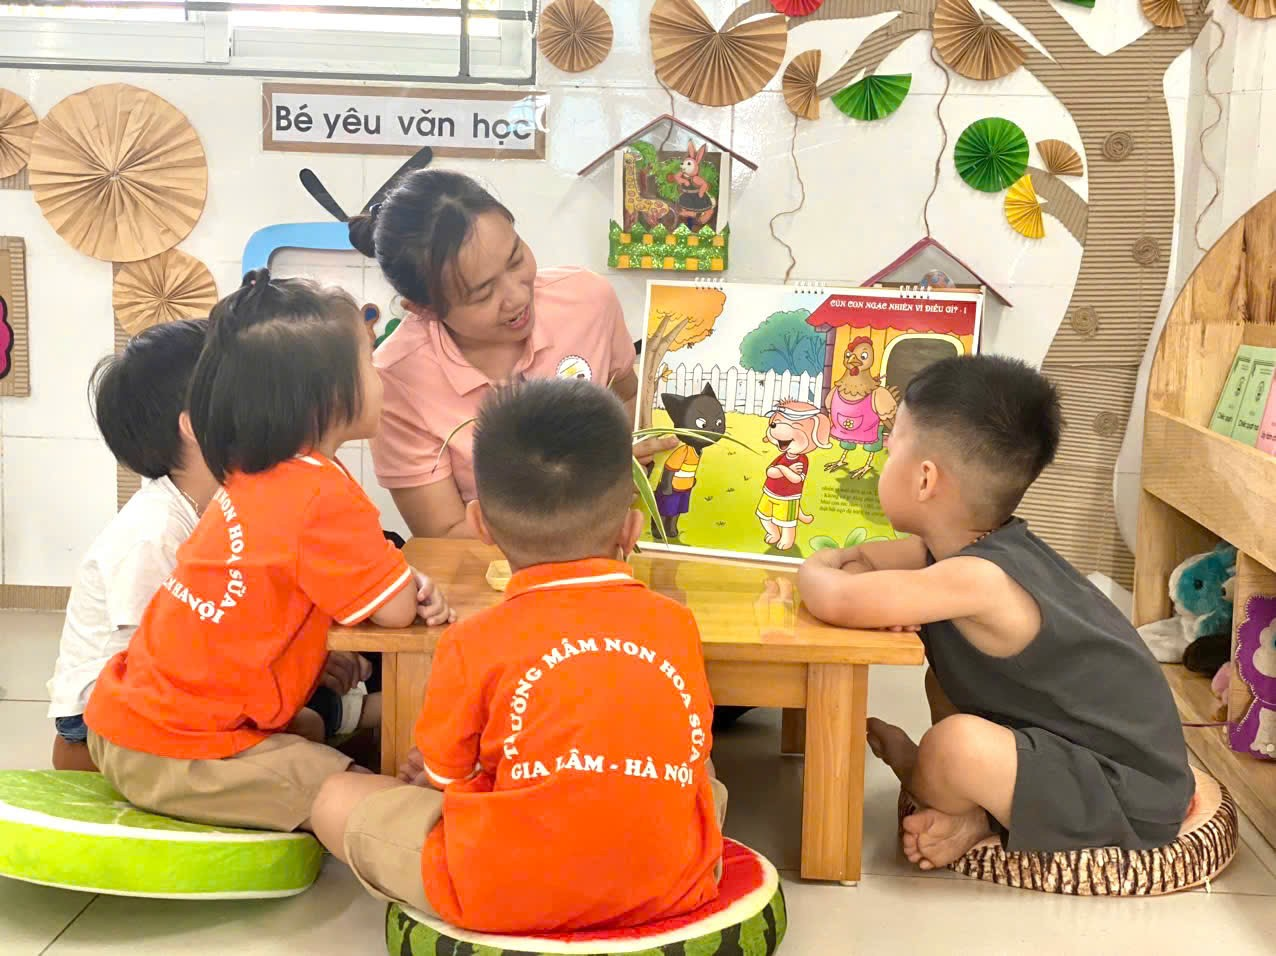 Bé yêu văn học
CÚN CON NGẠC NHIÊN VÌ ĐIỀU GÌ? - 1
TRƯỜNG MẦM NON HOA SỮA
GIA LÂM - HÀ NỘI
NON HOA SỮA
HÀ NỘI